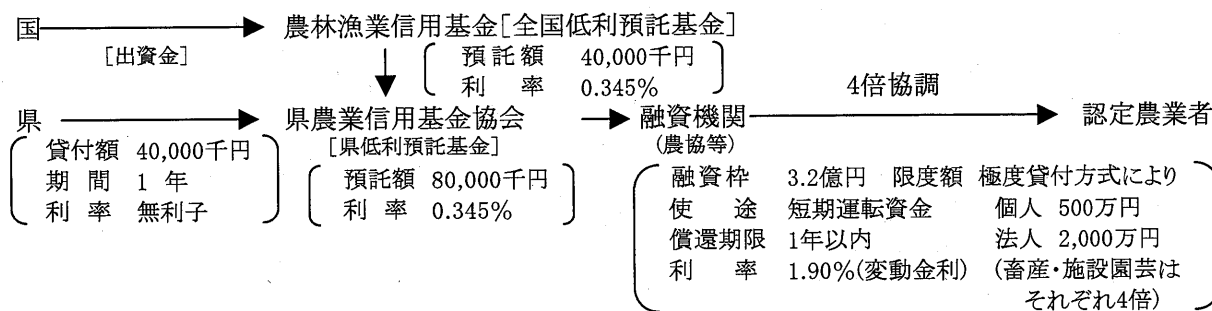 国 → 農林漁業信用基金[全国低利預託基金]
[出資金]
預託額 40,000千円
利 率 0.345%
4倍協調
県 → 県農業信用基金協会 → 融資機関 → 認定農業者
[県低利預託基金]
(農協等)
貸付額 40,000千円
期 間 1 年
利 率 無利子
預託額 80,000千円
利 率 0.345%
融資枠 3.2億円 限度額 極度貸付方式により
使 途 短期運転資金 個人 500万円
償還期限 1年以内 法人 2,000万円
利 率 1.90%(変動金利) (畜産・施設園芸は
それぞれ4倍)